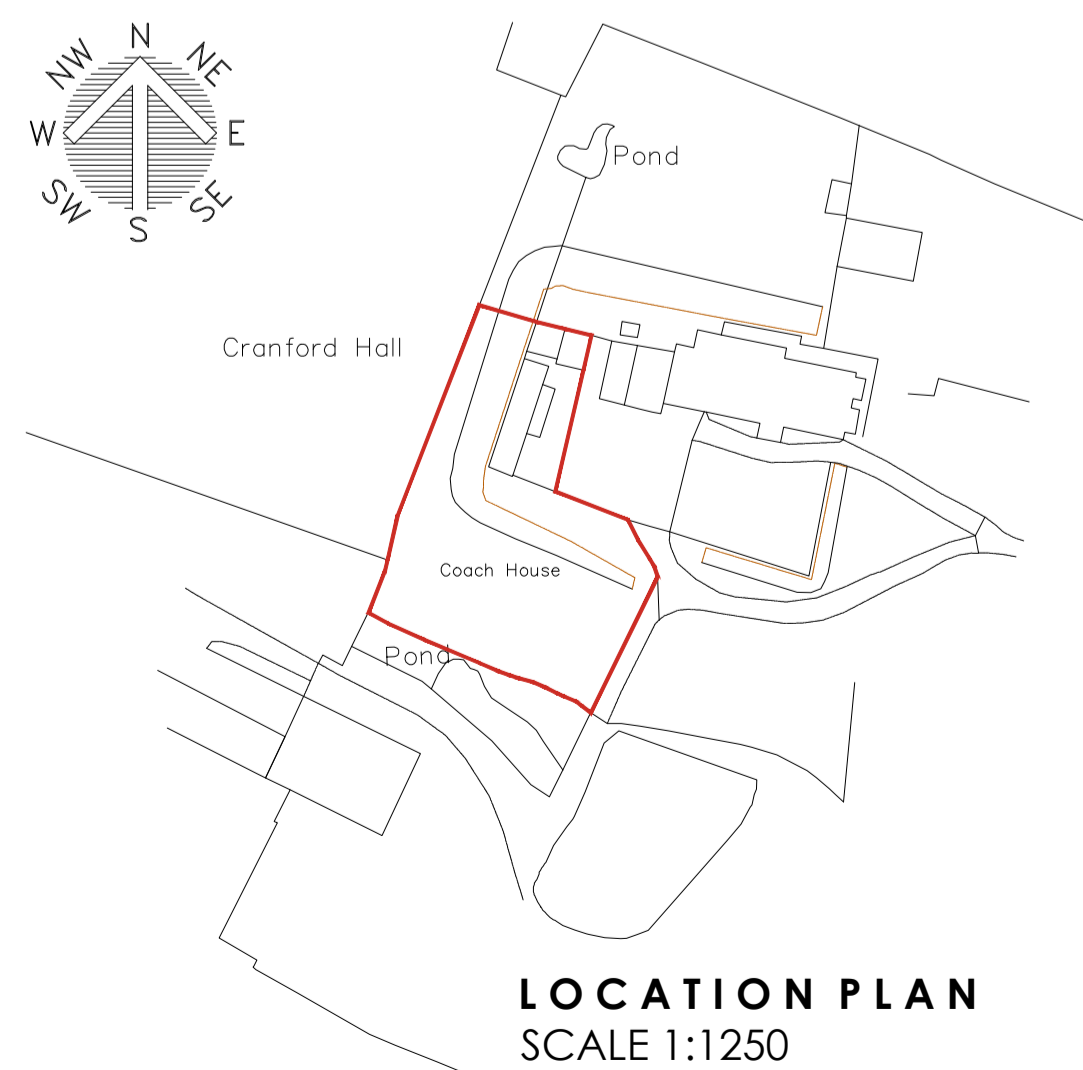 N
NW
NE
W
E
SW
SE
S
Pond
Cranford Hall
Coach House
Pond
LOCATION PLAN
SCALE 1:1250